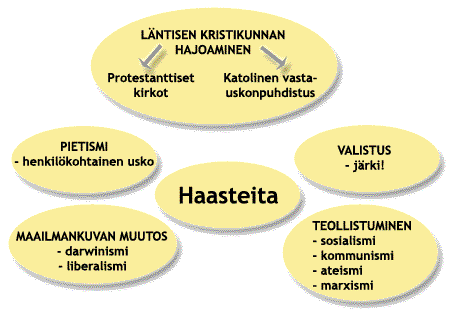 LÄNTISEN KRISTIKUNNAN
HAJOAMINEN
Protestanttiset
kirkot
Katolinen vasta-
uskonpuhdistus
PIETISMI
- henkilökohtainen usko
VALISTUS
- järki!
Haasteita
MAAILMANKUVAN MUUTOS
- darwinismi
- liberalismi
TEOLLISTUMINEN
- sosialismi
- kommunismi
- ateismi
- marxismi